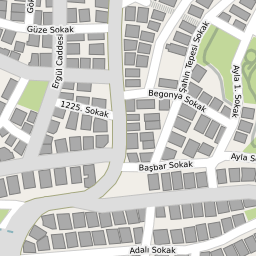 Güze Sokak
Ergül Caddesi
Şahin Tepesi Sokak
Ayla 1. Sokak
Begonya Sokak
1225. Sokak
Başbar Sokak
Ayla S
Adalı Sokak